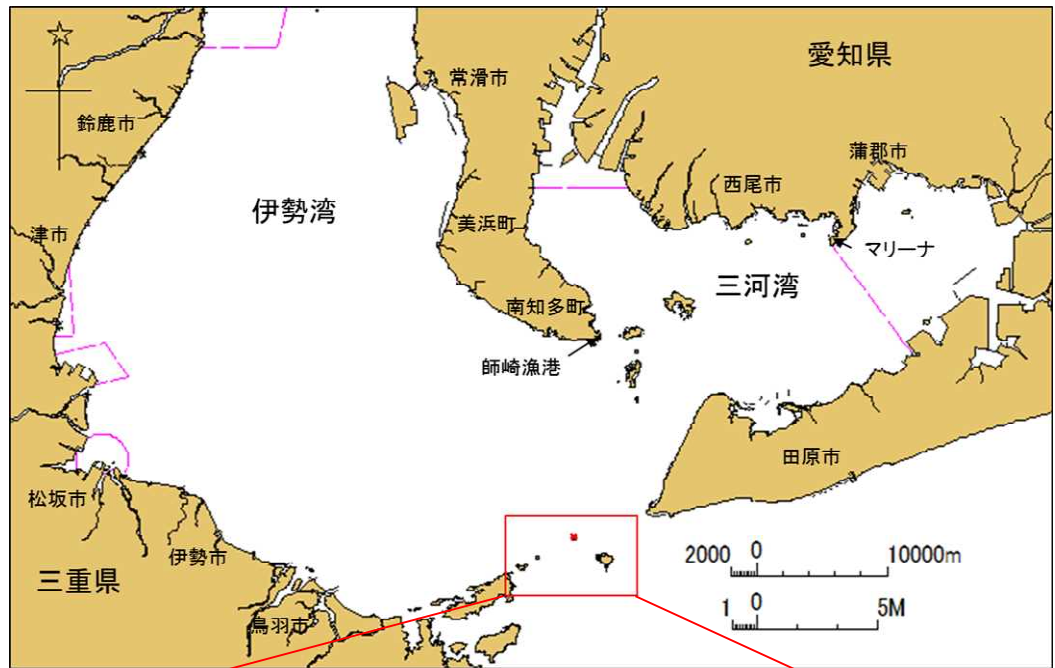 愛知県
常滑市
鈴鹿市
蒲郡市
西尾市
伊勢湾
美浜町
津市
マリーナ
三河湾
南知多町
師崎漁港
田原市
松坂市
伊勢市
2000 0 10000m
三重県
1 0 5M
鳥羽市